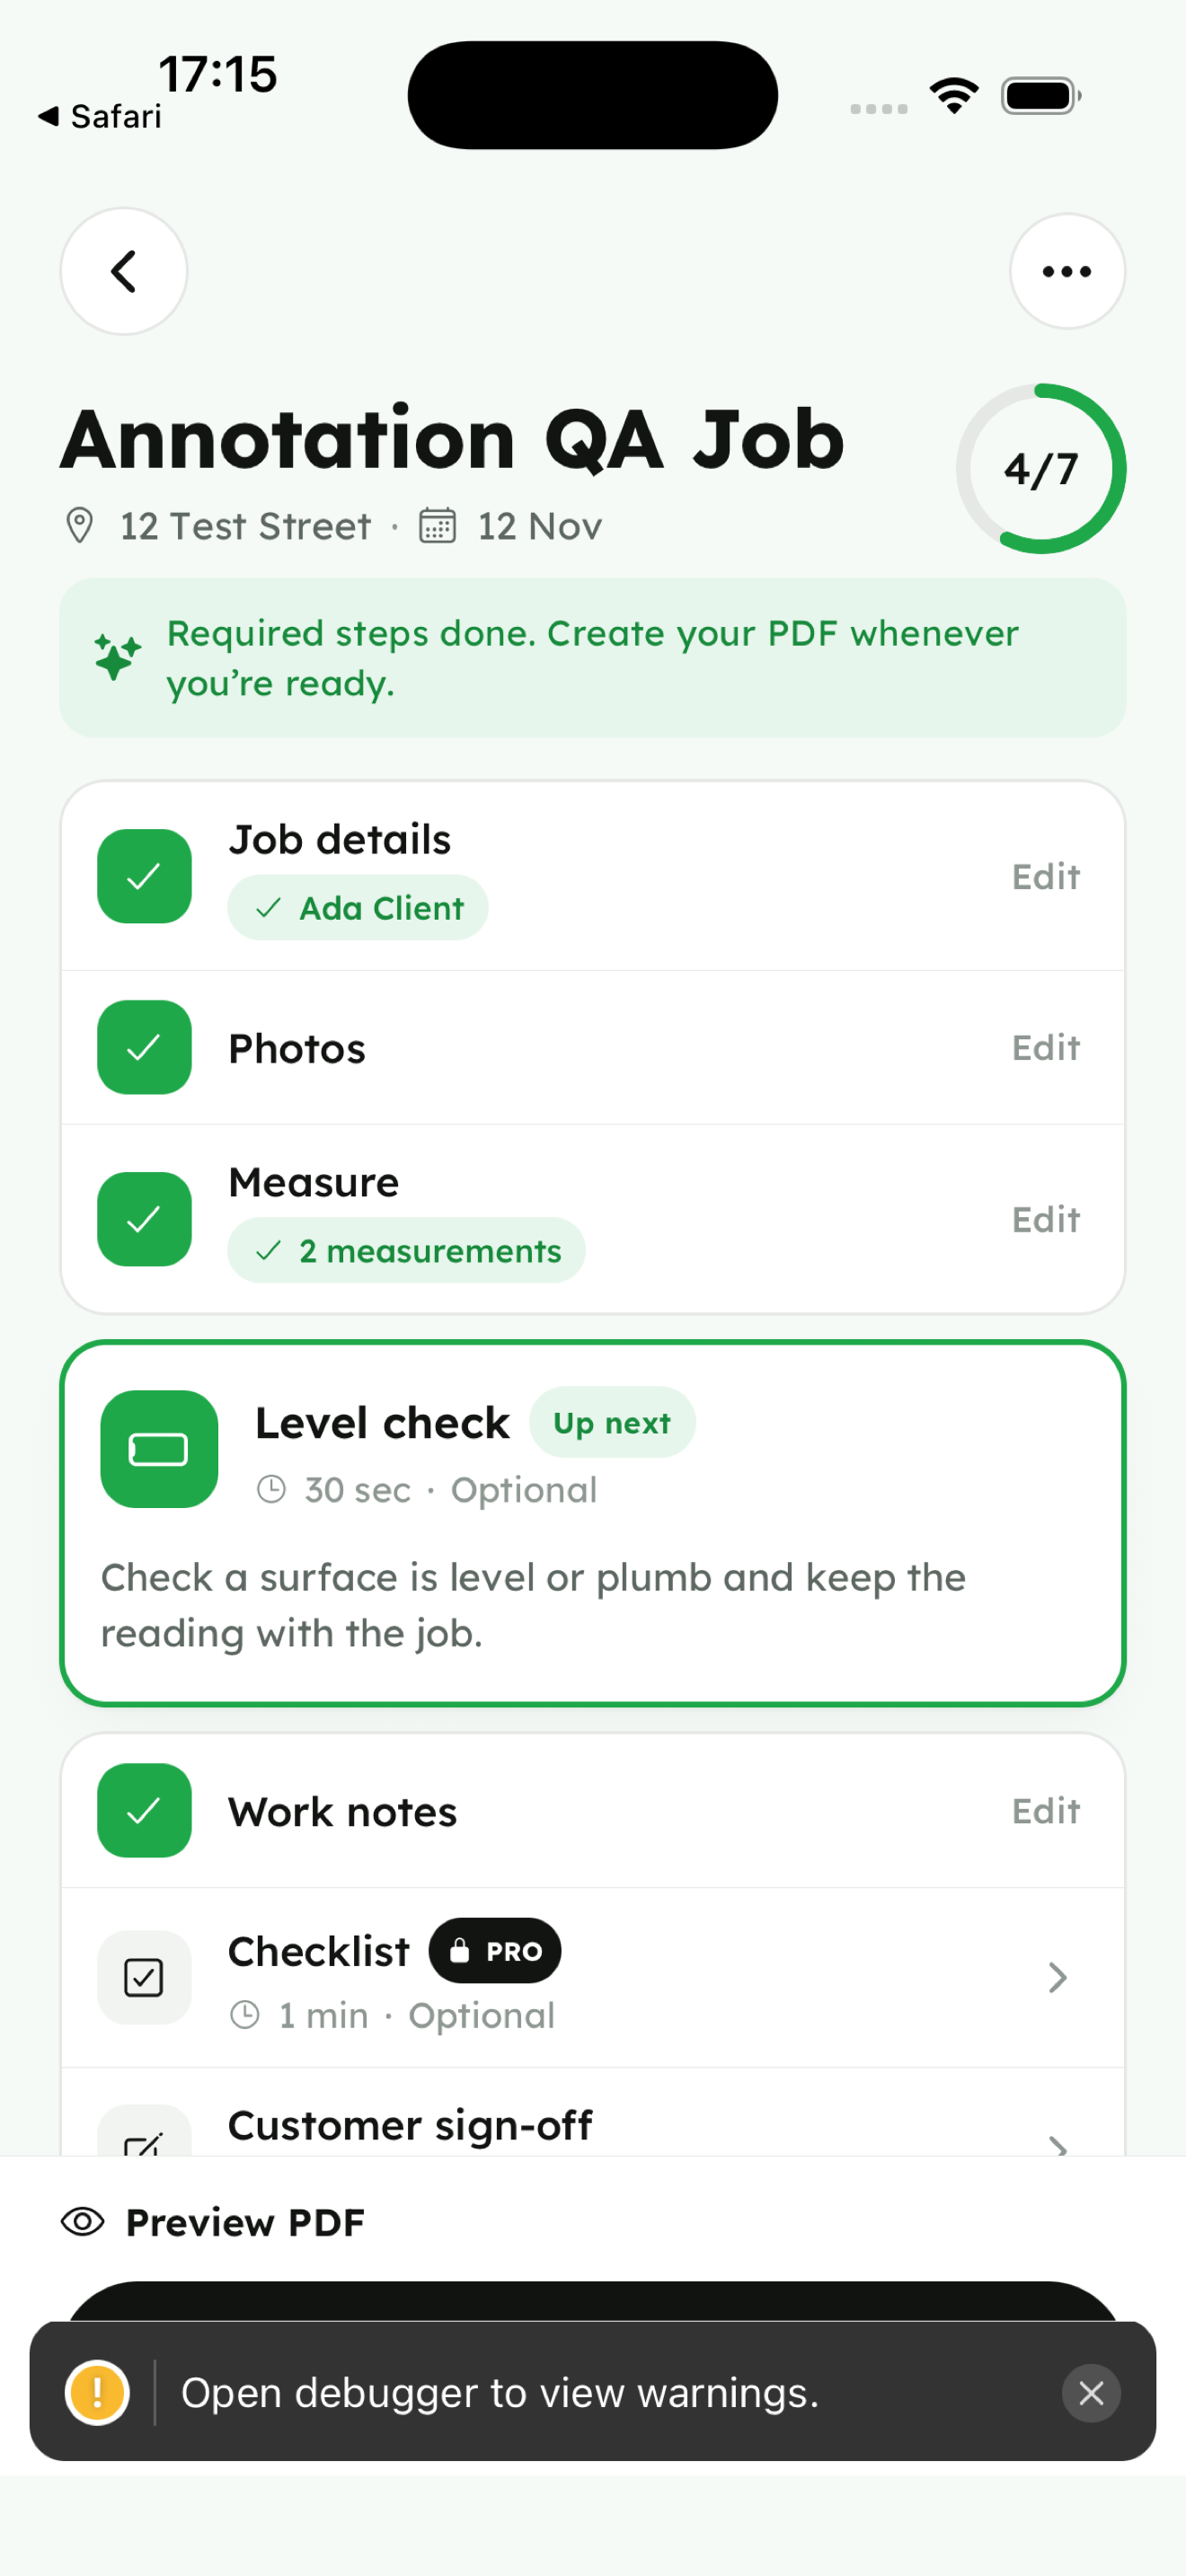 17:15
Safari
Annotation QA Job
4/7
12 Test Street · 12 Nov
Required steps done. Create your PDF whenever
you’re ready.
Job details
Ada Client
Edit
Photos
Edit
Measure
2 measurements
Edit
Level check
Up next
30 sec · Optional
Check a surface is level or plumb and keep the
reading with the job.
Work notes
Edit
Checklist
PRO
1 min · Optional
Customer sign-off
Preview PDF
! Open debugger to view warnings.